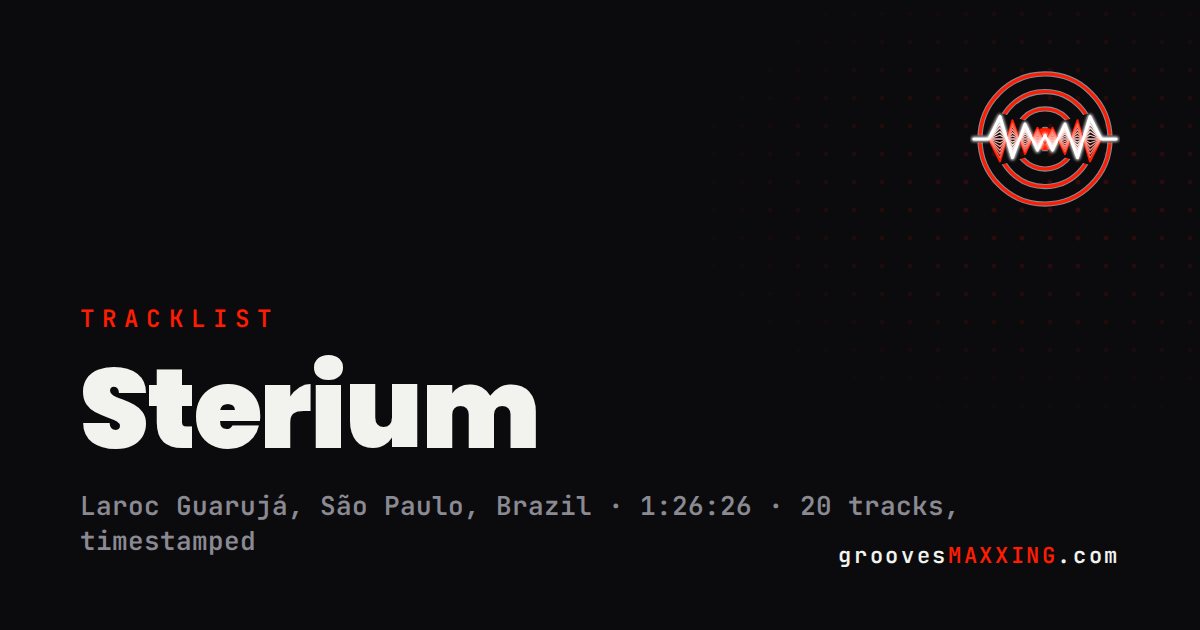 TRACKLIST
Sterium
Laroc Guarujá, São Paulo, Brazil · 1:26:26 · 20 tracks,
timestamped
groovesMAXXING.com